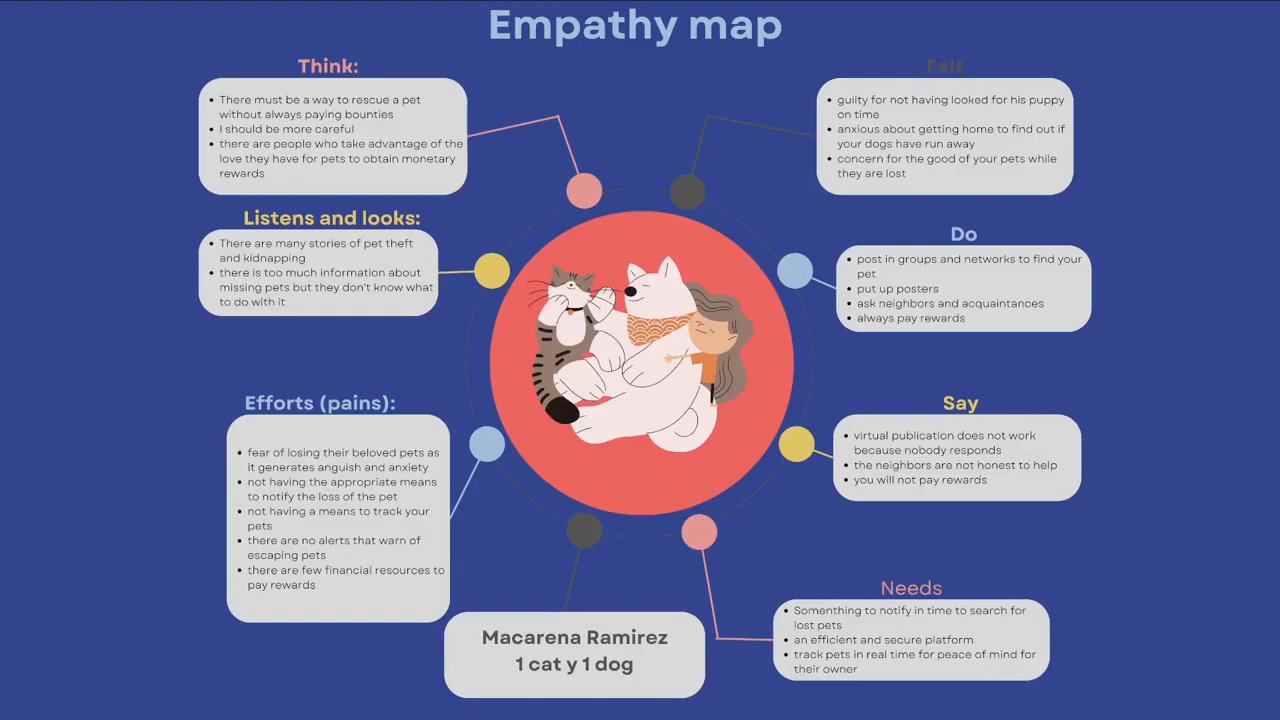 Empathy map
Think:
• There must be a way to rescue a pet
without always paying bounties
• I should be more careful
• there are people who take advantage of the
love they have for pets to obtain monetary
rewards
Felt
• guilty for not having looked for his puppy
on time
• anxious about getting home to find out if
your dogs have run away
• concern for the good of your pets while
they are lost
Listens and looks:
• There are many stories of pet theft
and kidnapping
• there is too much information about
missing pets but they don't know what
to do with it
Do
• post in groups and networks to find your
pet
• put up posters
• ask neighbors and acquaintances
• always pay rewards
Efforts (pains):
• fear of losing their beloved pets as
it generates anguish and anxiety
• not having the appropriate means
to notify the loss of the pet
• not having a means to track your
pets
• there are no alerts that warn of
escaping pets
• there are few financial resources to
pay rewards
Say
• virtual publication does not work
because nobody responds
• the neighbors are not honest to help
• you will not pay rewards
Macarena Ramirez
1 cat y 1 dog
Needs
• Somenthing to notify in time to search for
lost pets
• an efficient and secure platform
• track pets in real time for peace of mind for
their owner